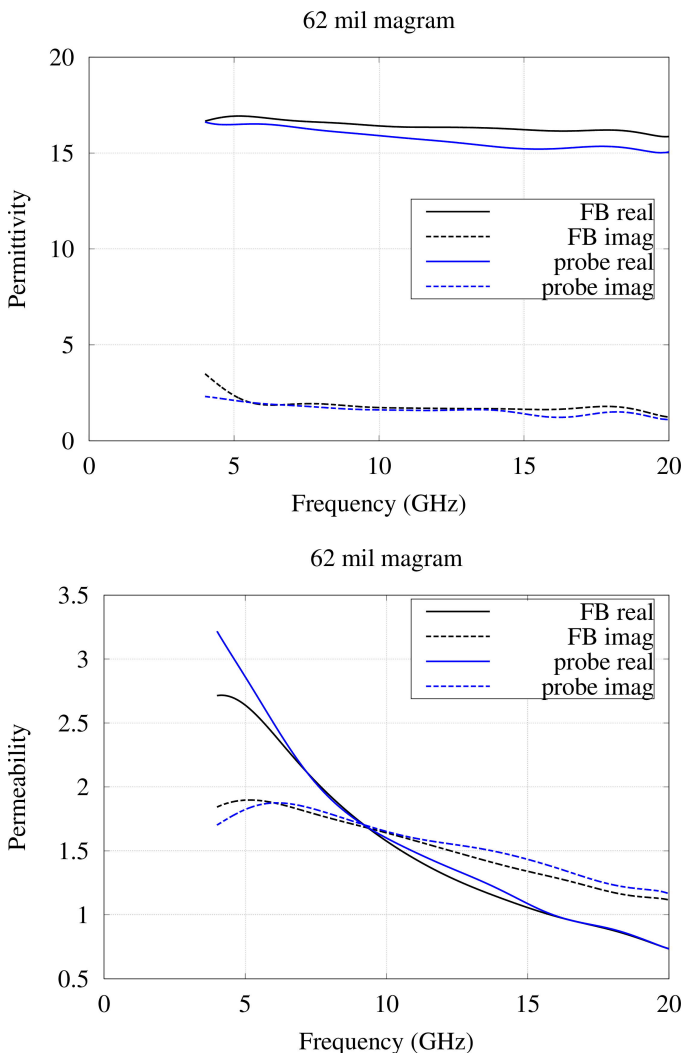 62 mil magram
20
15
10
5
0
Permittivity
FB real
FB imag
probe real
probe imag
0 5 10 15 20
Frequency (GHz)
62 mil magram
3.5
3
2.5
2
1.5
1
0.5
Permeability
FB real
FB imag
probe real
probe imag
0 5 10 15 20
Frequency (GHz)